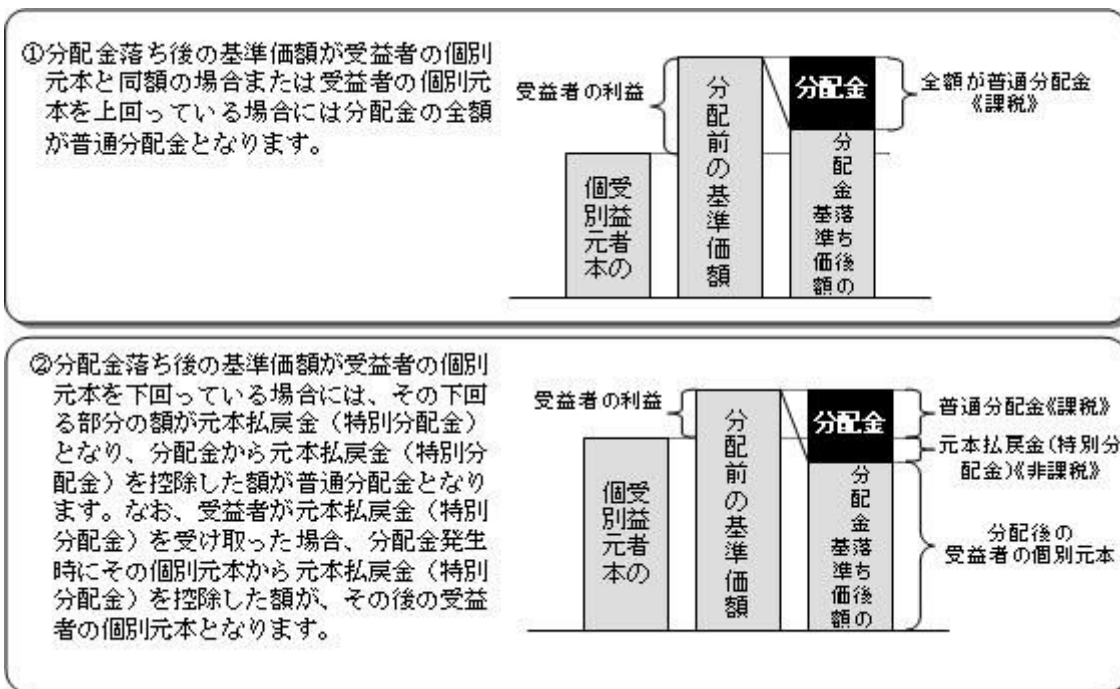 ①分配金落ち後の基準価額が受益者の個別
元本と同額の場合または受益者の個別元
本を上回っている場合には分配金の全額
が普通分配金となります。
受益者の利益
受益者の
個別元本
分配前の基準価額
分配金
分配金落ち後の
基準価額
全額が普通分配金
《課税》
②分配金落ち後の基準価額が受益者の個別
元本を下回っている場合には、その下回
る部分の額が元本払戻金（特別分配金）
となり、分配金から元本払戻金（特別分
配金）を控除した額が普通分配金となり
ます。なお、受益者が元本払戻金（特別
分配金）を受け取った場合、分配金発生
時にその個別元本から元本払戻金（特別
分配金）を控除した額が、その後の受益
者の個別元本となります。
受益者の利益
受益者の
個別元本
分配前の基準価額
分配金
分配金落ち後の
基準価額
普通分配金《課税》
元本払戻金(特別分
配金)《非課税》
分配後の
受益者の個別元本